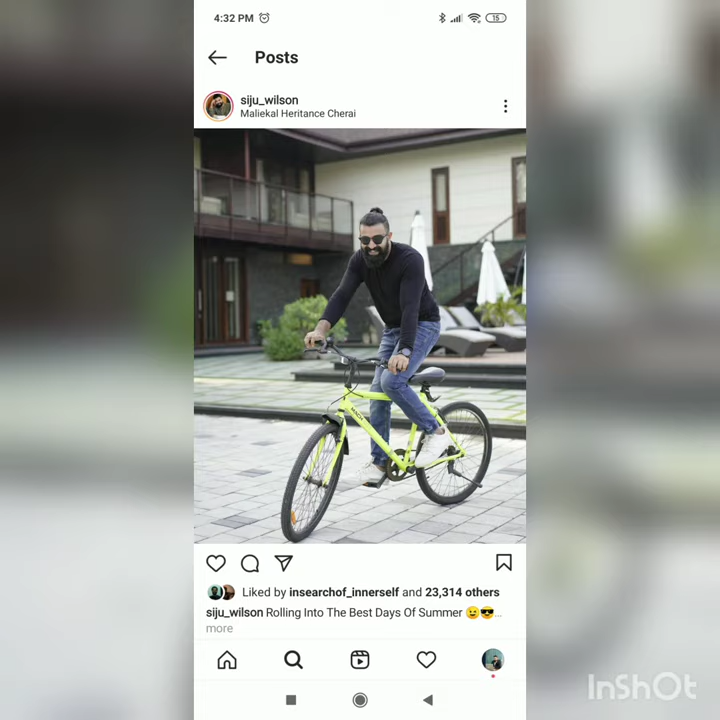 4:32 PM
15
Posts
siju_wilson
Maliekal Heritance Cherai
Liked by insearchof_innerself and 23,314 others
siju_wilson Rolling Into The Best Days Of Summer 😉😎...
more
InShOt